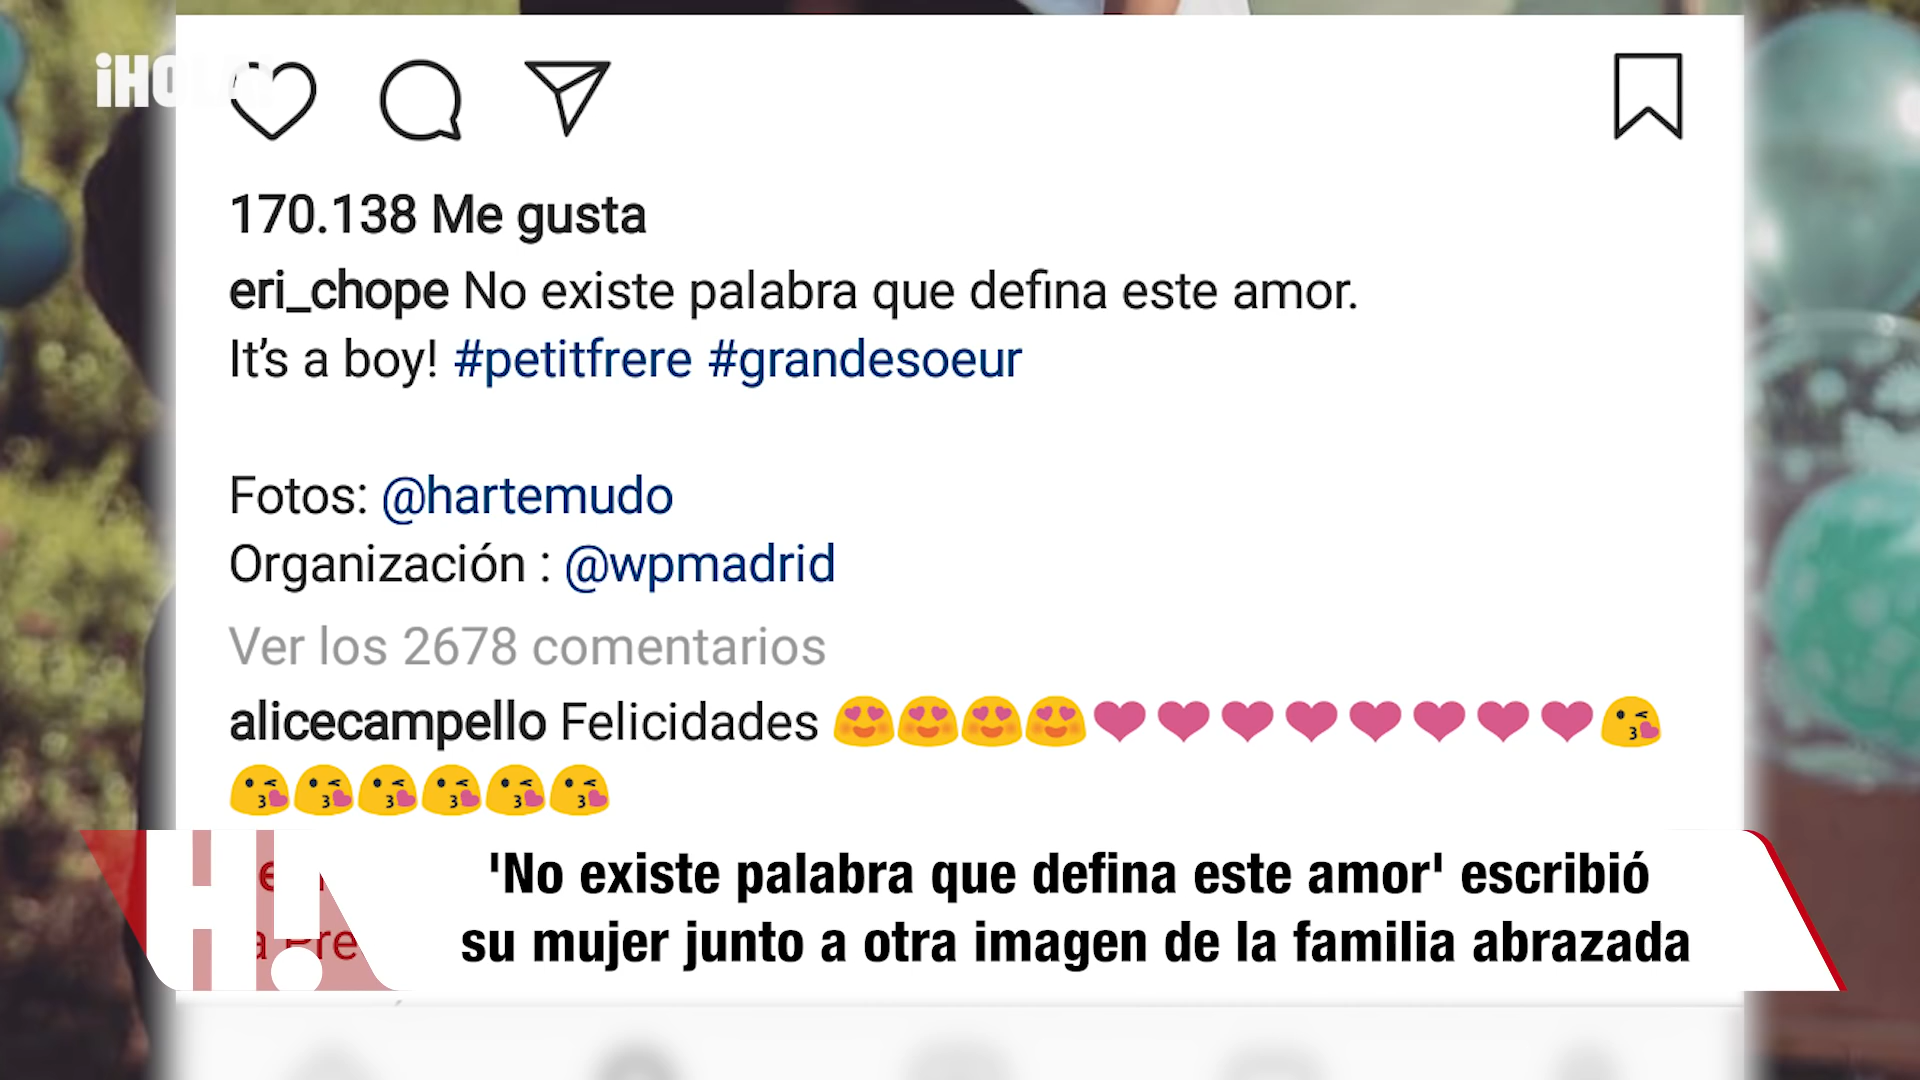 ¡HOLA!
170.138 Me gusta
eri_chope No existe palabra que defina este amor.
It's a boy! #petitfrere #grandesoeur
Fotos: @hartemudo
Organización : @wpmadrid
Ver los 2678 comentarios
alicecampello Felicidades 😍😍😍😍❤❤❤❤❤❤❤❤😘
😘😘😘😘😘😘
H!
'No existe palabra que defina este amor' escribió
su mujer junto a otra imagen de la familia abrazada